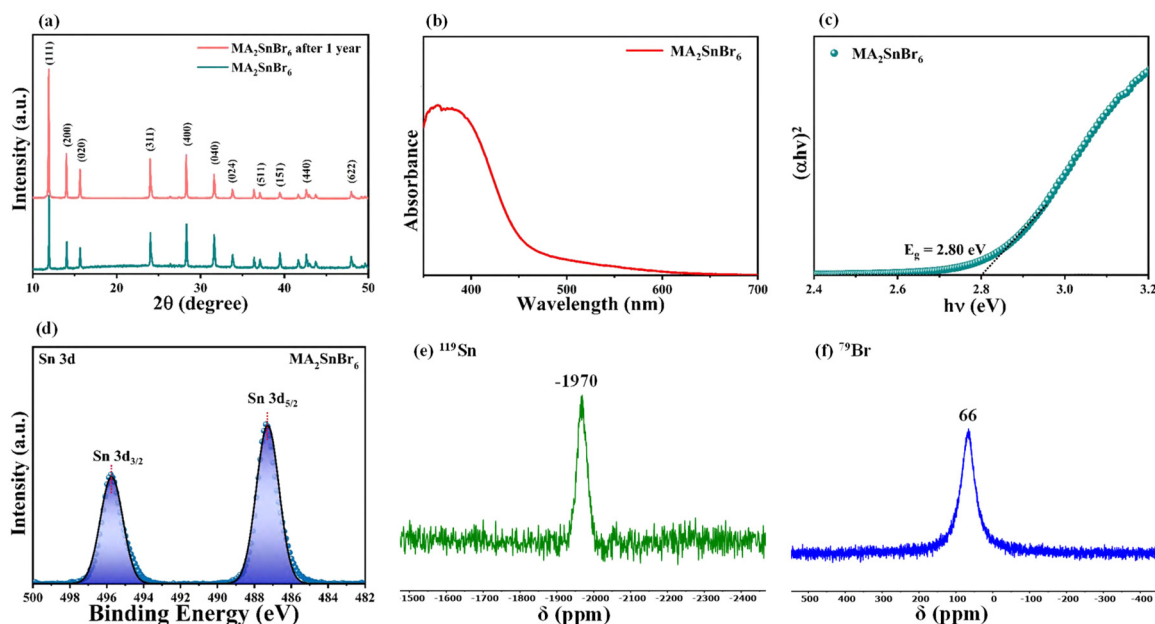 (a)
MA₂SnBr₆ after 1 year
MA₂SnBr₆
(111)
(200)
(020)
(311)
(400)
(040)
(024)
(511)
(151)
(440)
(622)
Intensity (a.u.)
10 20 30 40 50
2θ (degree)
(b)
MA₂SnBr₆
Absorbance
400 500 600 700
Wavelength (nm)
(c)
MA₂SnBr₆
(αhν)²
E_g = 2.80 eV
2.4 2.6 2.8 3.0 3.2
hν (eV)
(d)
Sn 3d
MA₂SnBr₆
Sn 3d₅/₂
Sn 3d₃/₂
Intensity (a.u.)
500 498 496 494 492 490 488 486 484 482
Binding Energy (eV)
(e) ¹¹⁹Sn
-1970
1500 -1600 -1700 -1800 -1900 -2000 -2100 -2200 -2300 -2400
δ (ppm)
(f) ⁷⁹Br
66
500 400 300 200 100 0 -100 -200 -300 -400
δ (ppm)